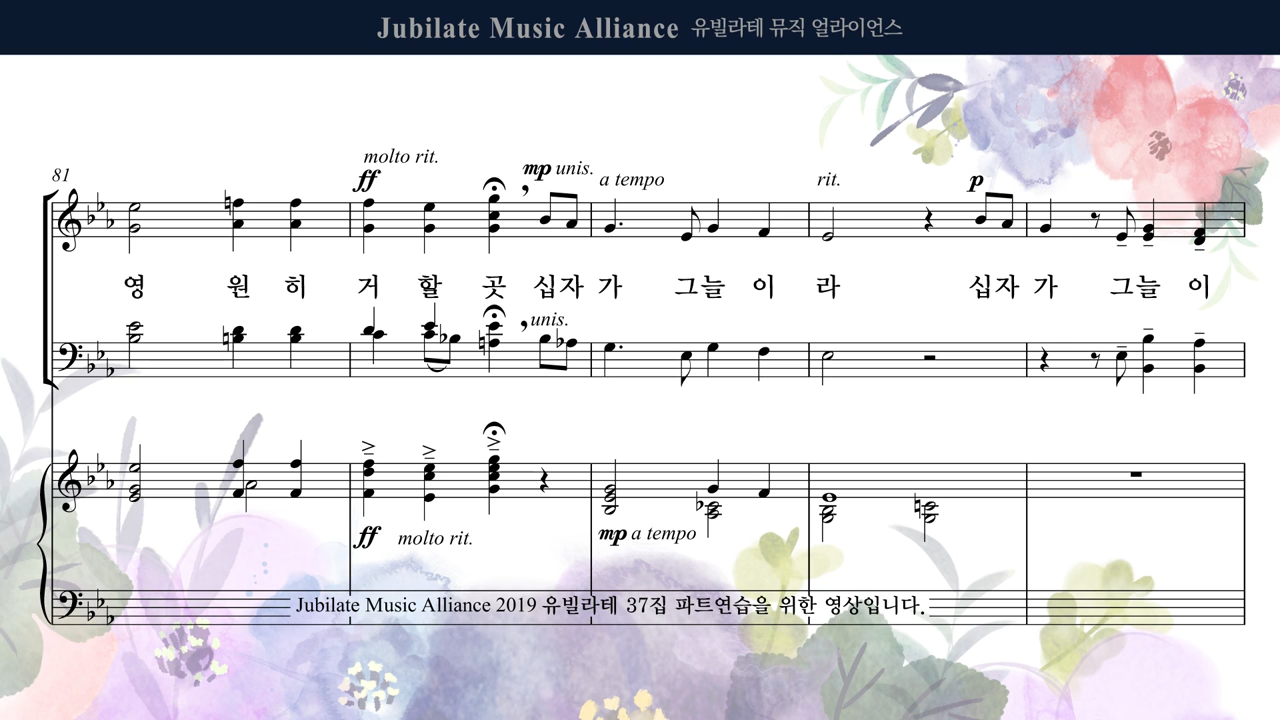 Jubilate Music Alliance 유빌라테 뮤직 얼라이언스
81
molto rit.
ff
mp unis.
a tempo
rit.
p
영 원 히 거 할 곳 십자 가 그늘 이 라 십자 가 그늘 이
unis.
ff molto rit.
mp a tempo
Jubilate Music Alliance 2019 유빌라테 37집 파트연습을 위한 영상입니다.